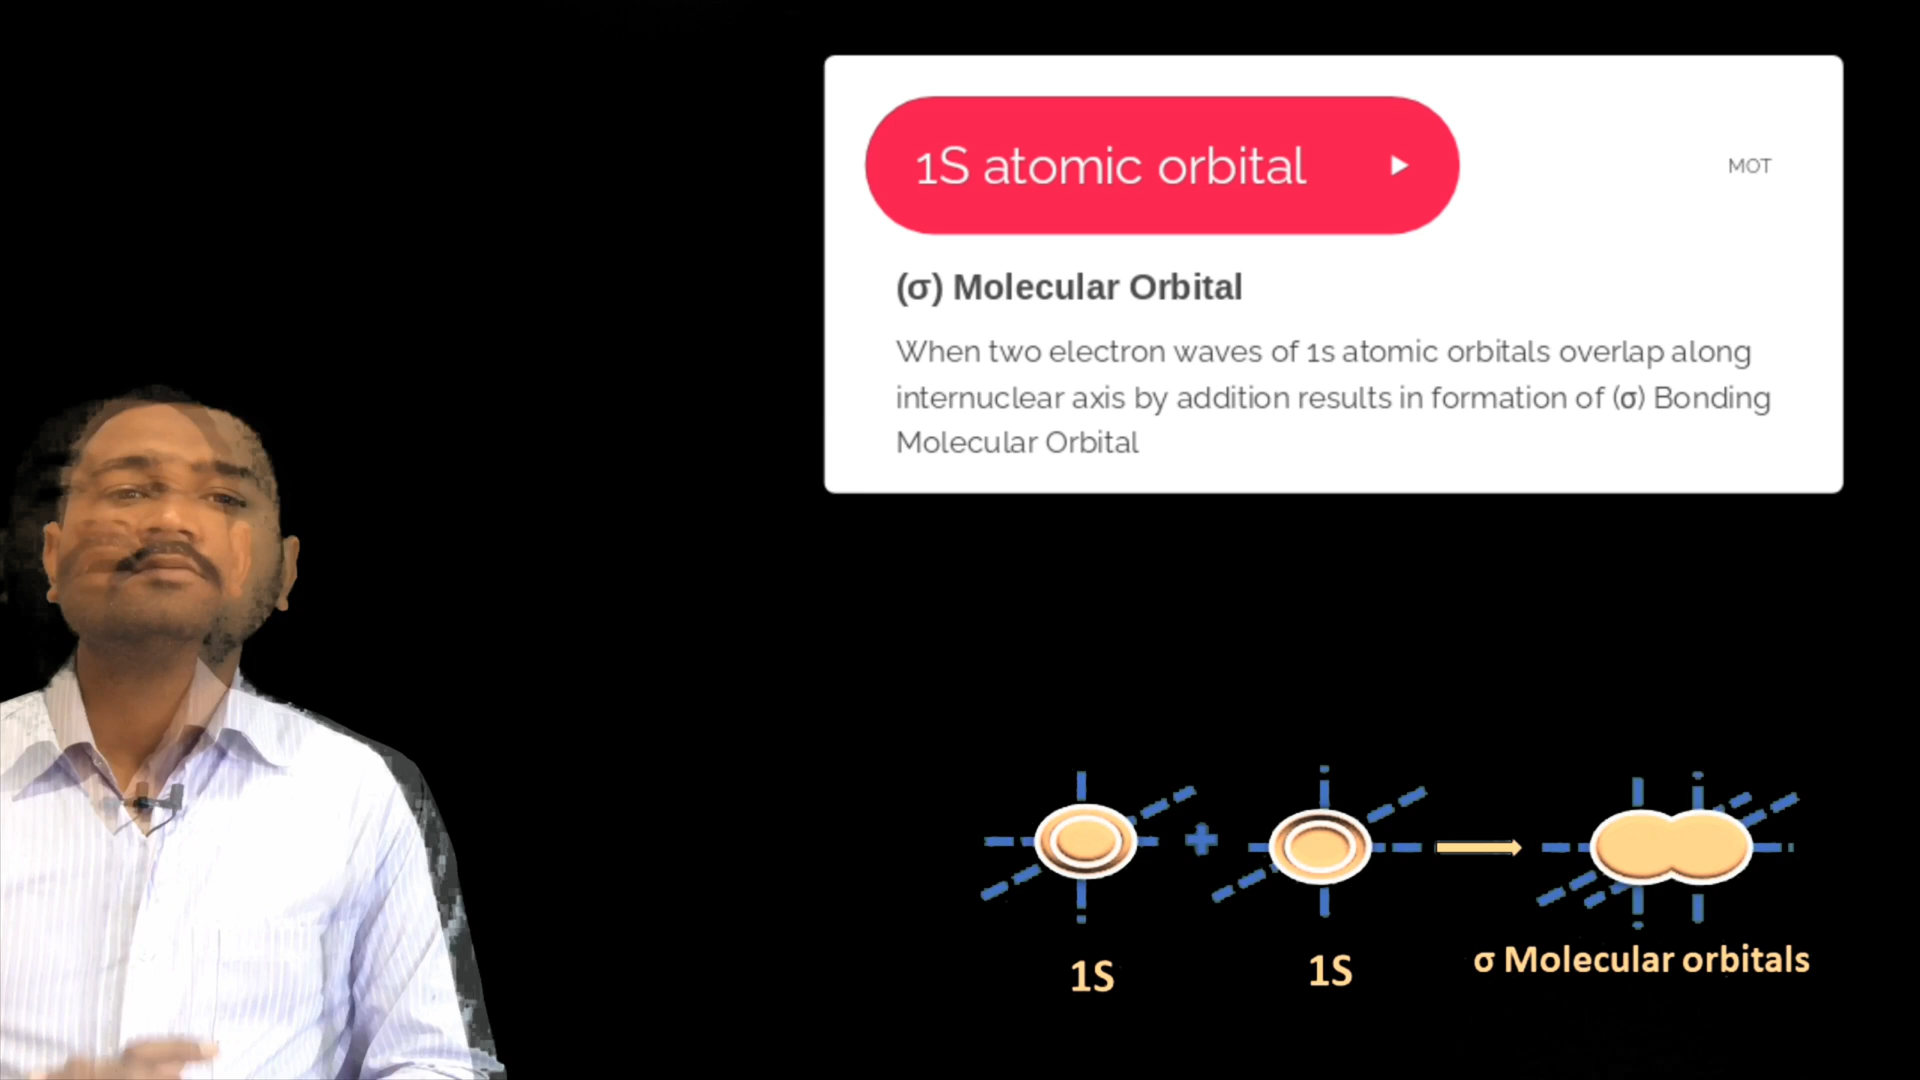 1S atomic orbital
MOT
(σ) Molecular Orbital
When two electron waves of 1s atomic orbitals overlap along
internuclear axis by addition results in formation of (σ) Bonding
Molecular Orbital
1S
1S
σ Molecular orbitals